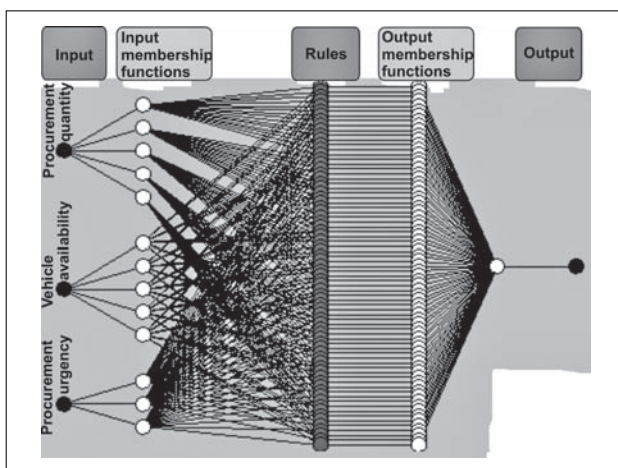 Input
Input
membership
functions
Rules
Output
membership
functions
Output
Procurement
quantity
Vehicle
availability
Procurement
urgency